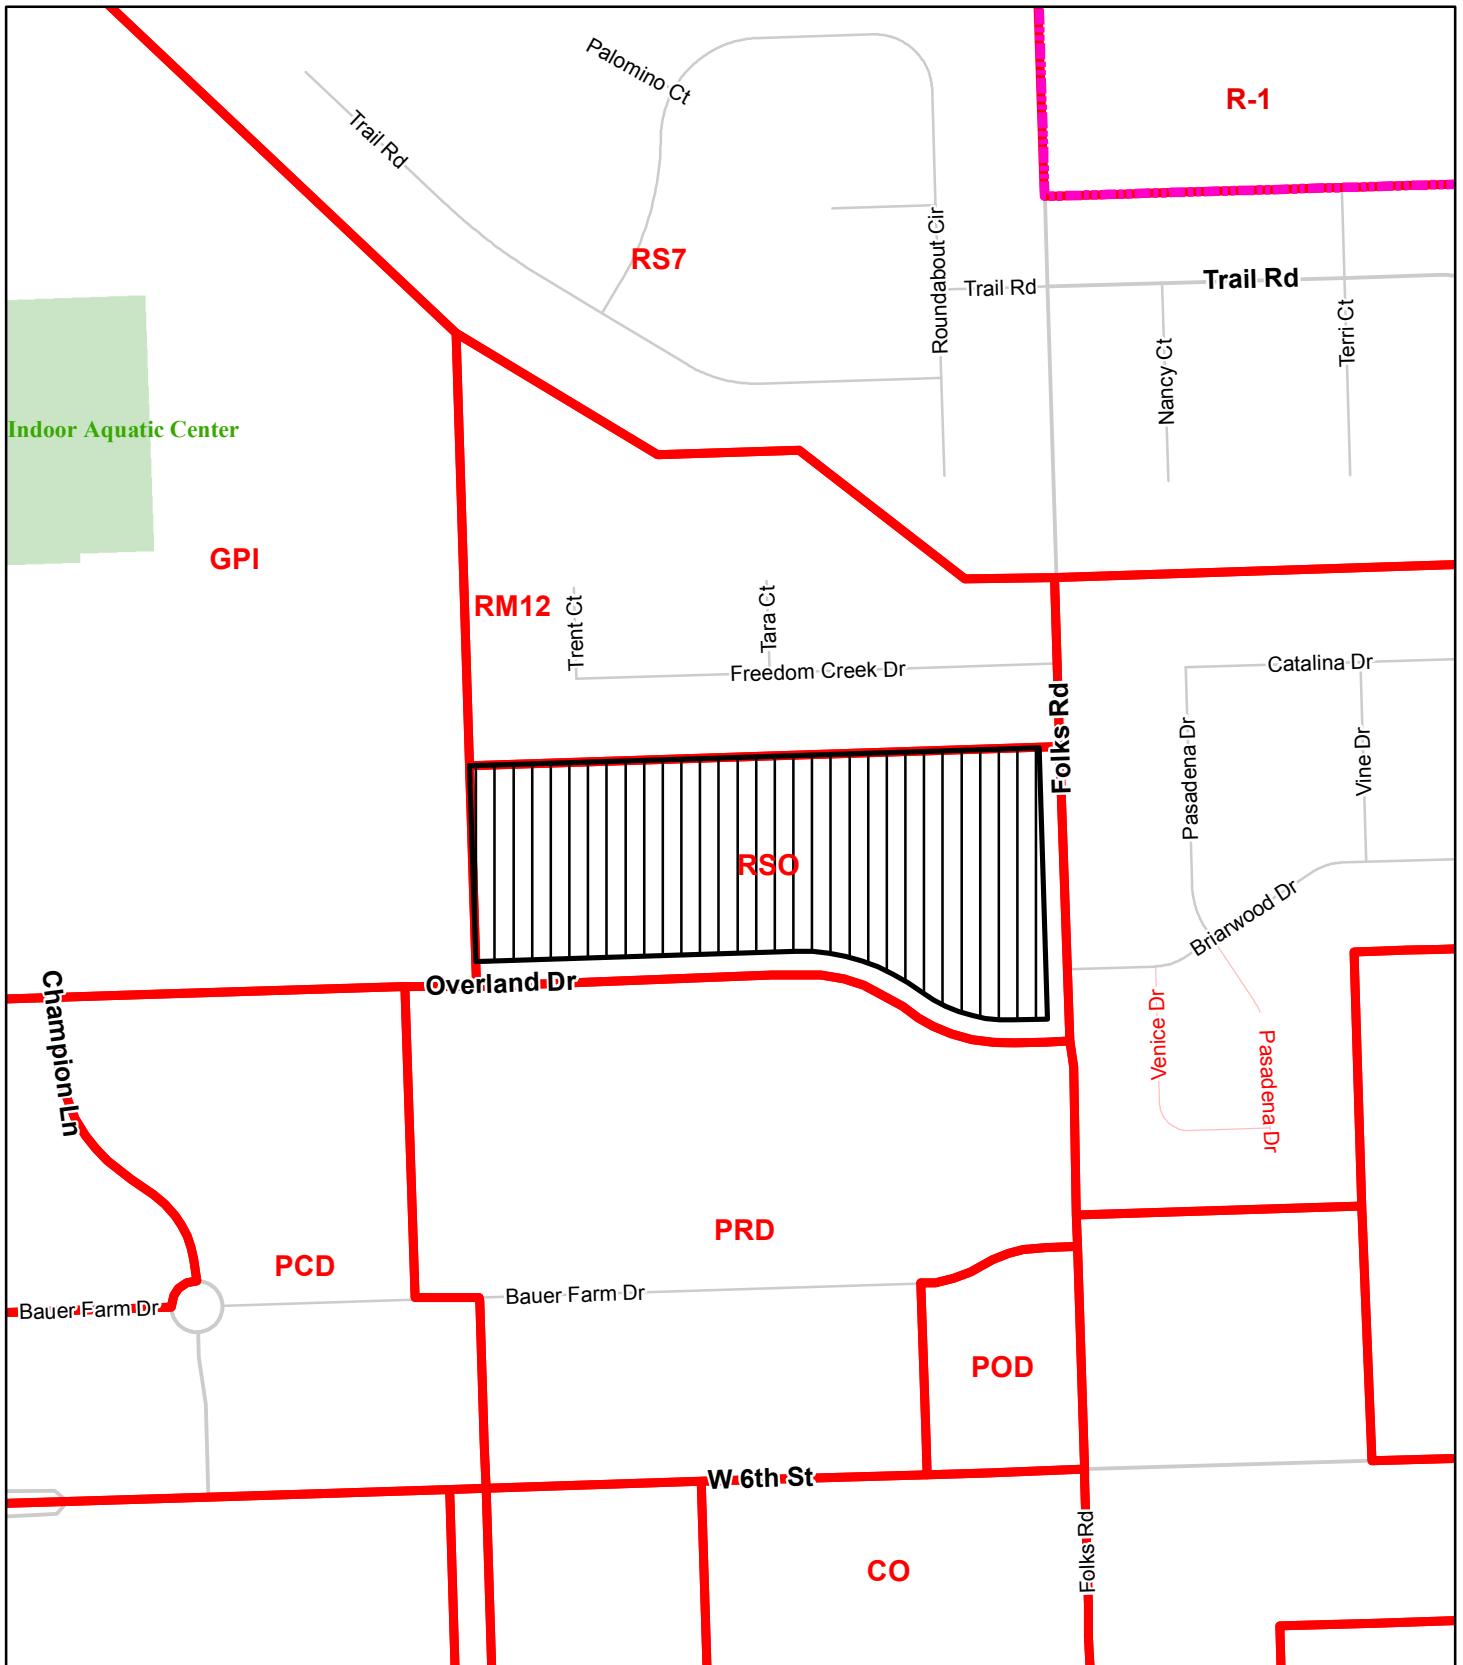 Palomino Ct
R-1
Trail Rd
RS7
Roundabout Cir
Trail Rd
Trail Rd
Nancy Ct
Terri Ct
Indoor Aquatic Center
GPI
RM12
Trent Ct
Tara Ct
Freedom Creek Dr
Folks Rd
Catalina Dr
Pasadena Dr
Vine Dr
RSO
Briarwood Dr
Champion Ln
Overland Dr
Venice Dr
Pasadena Dr
PRD
PCD
Bauer Farm Dr
Bauer Farm Dr
POD
W 6th St
Folks Rd
CO